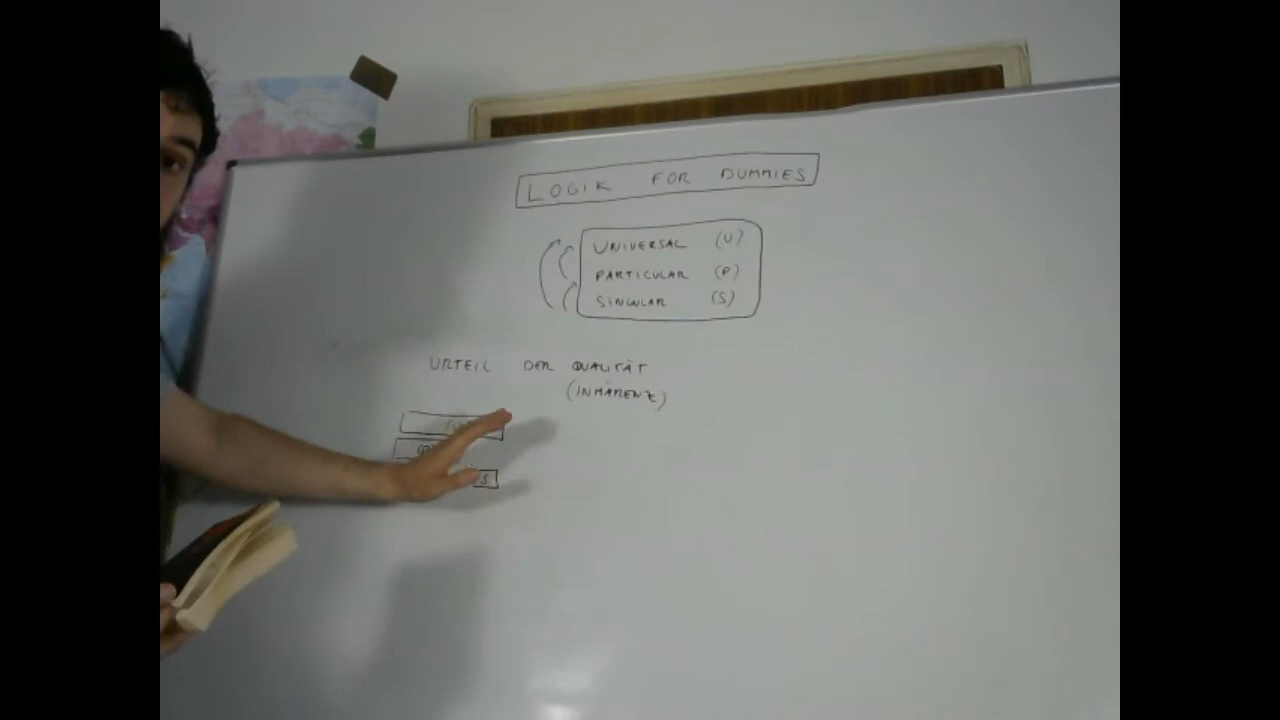 LOGIK FOR DUMMIES
UNIVERSAL (U)
PARTICULAR (P)
SINGULAR (S)
URTEIL DER QUALITÄT
(INHÄRENZ)
S